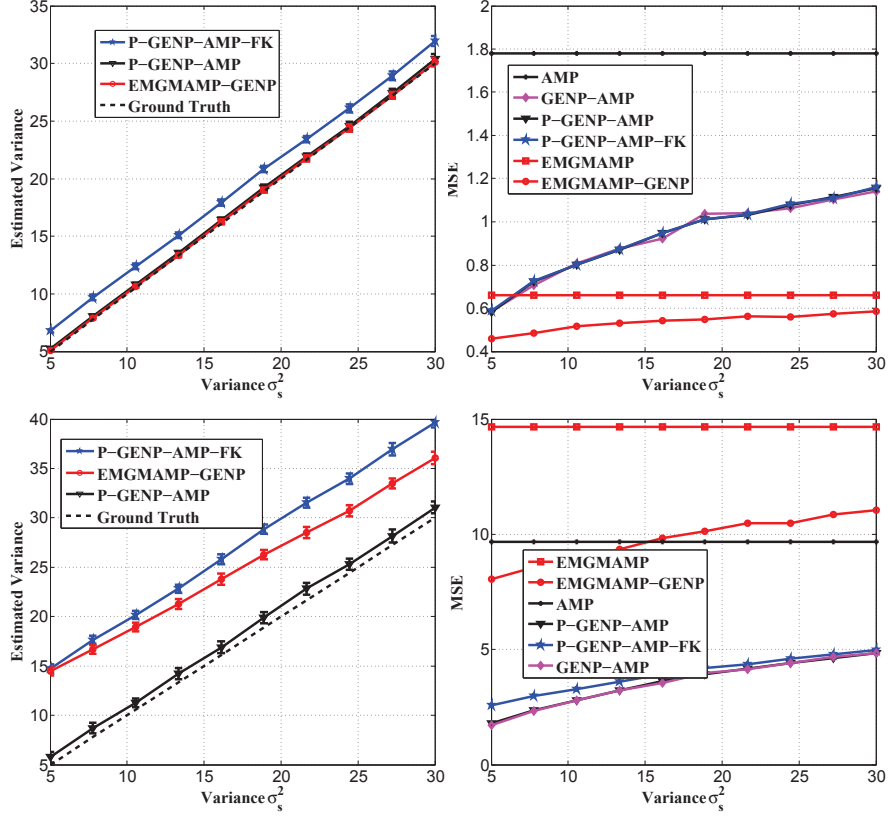 35
30
25
20
15
10
5
Estimated Variance
P-GENP-AMP-FK
P-GENP-AMP
EMGMAMP-GENP
Ground Truth
5 10 15 20 25 30
Variance σ_s^2
2
1.8
1.6
1.4
1.2
1
0.8
0.6
0.4
MSE
AMP
GENP-AMP
P-GENP-AMP
P-GENP-AMP-FK
EMGMAMP
EMGMAMP-GENP
5 10 15 20 25 30
Variance σ_s^2
40
35
30
25
20
15
10
5
Estimated Variance
P-GENP-AMP-FK
EMGMAMP-GENP
P-GENP-AMP
Ground Truth
5 10 15 20 25 30
Variance σ_s^2
15
10
5
0
MSE
EMGMAMP
EMGMAMP-GENP
AMP
P-GENP-AMP
P-GENP-AMP-FK
GENP-AMP
5 10 15 20 25 30
Variance σ_s^2